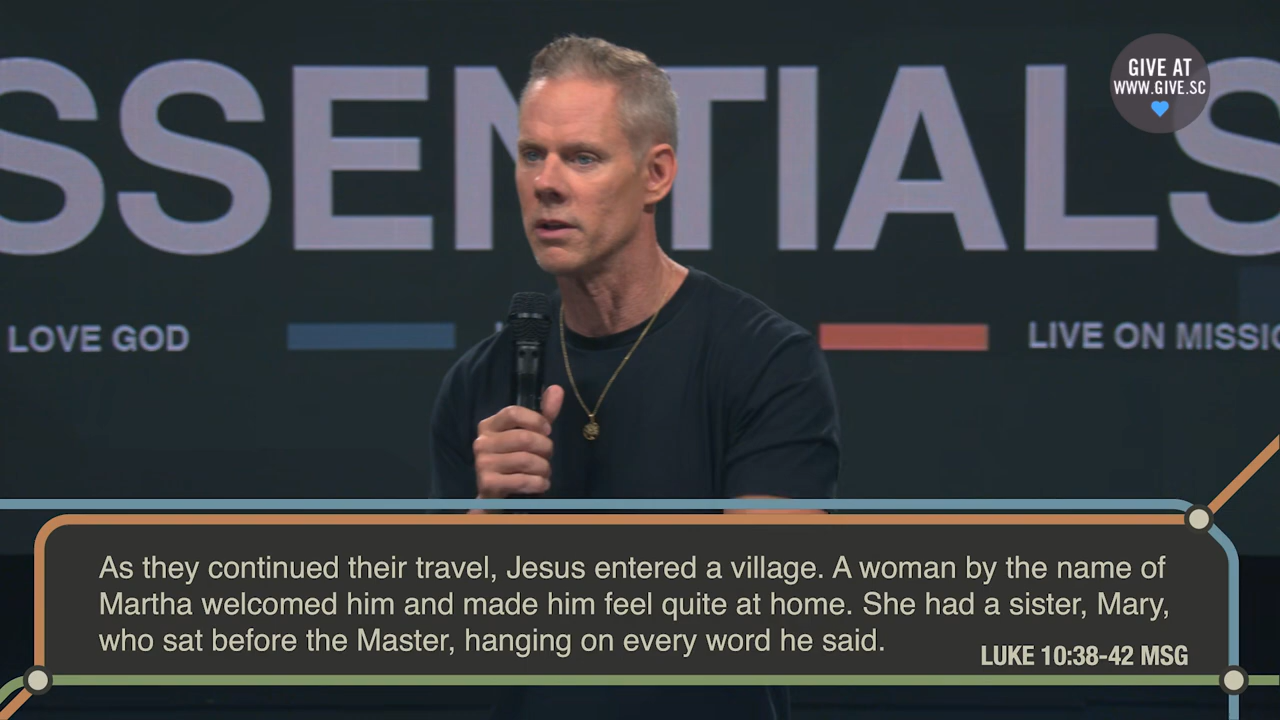 GIVE AT
WWW.GIVE.SC
SSENTIALS
LOVE GOD
LIVE ON MISSIO
As they continued their travel, Jesus entered a village. A woman by the name of
Martha welcomed him and made him feel quite at home. She had a sister, Mary,
who sat before the Master, hanging on every word he said.
LUKE 10:38-42 MSG